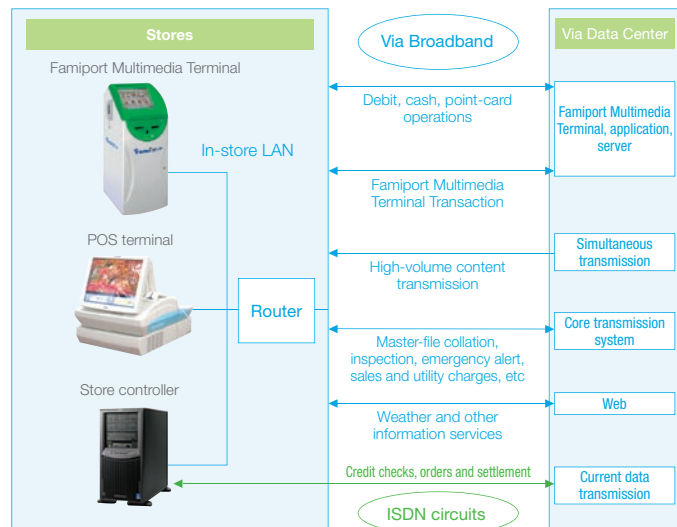 Stores
Via Broadband
Via Data Center
Famiport Multimedia Terminal
Debit, cash, point-card
operations
Famiport Multimedia
Terminal, application,
server
In-store LAN
Famiport Multimedia
Terminal Transaction
POS terminal
Simultaneous
transmission
High-volume content
transmission
Router
Core transmission
system
Master-file collation,
inspection, emergency alert,
sales and utility charges, etc
Store controller
Web
Weather and other
information services
Credit checks, orders and settlement
Current data
transmission
ISDN circuits